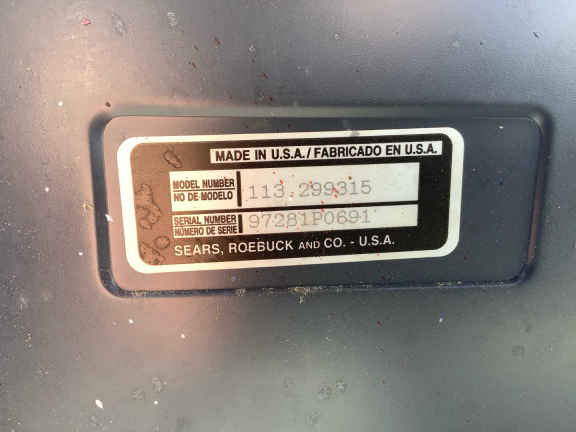 MADE IN U.S.A./FABRICADO EN U.S.A.
MODEL NUMBER 113.299315
NO DE-MODELO
SERIAL NUMBER 97281P0691
NÚMERO DE SERIE
SEARS, ROEBUCK AND CO. - U.S.A.